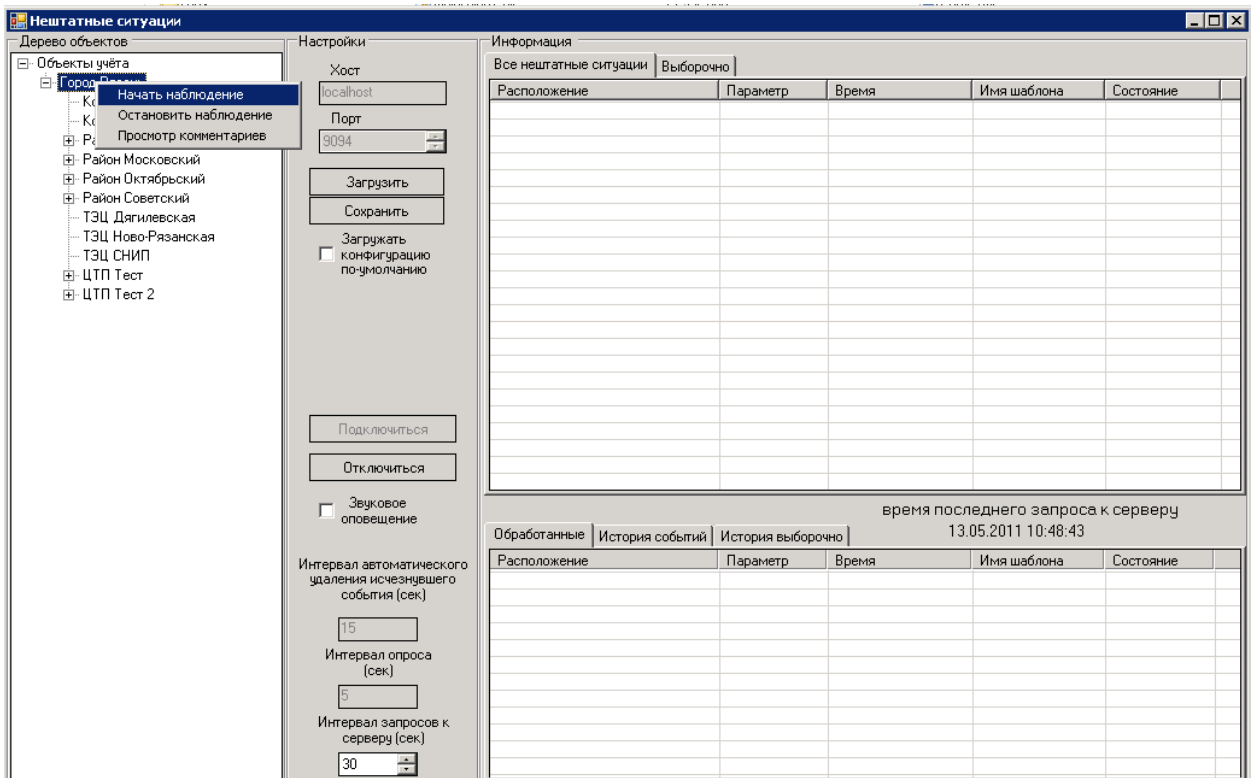 Нештатные ситуации
Дерево объектов
Объекты учёта
Город
Начать наблюдение
Остановить наблюдение
Просмотр комментариев
Район Московский
Район Октябрьский
Район Советский
ТЭЦ Дягилевская
ТЭЦ Ново-Рязанская
ТЭЦ СНИП
ЦТП Тест
ЦТП Тест 2
Настройки
Хост
localhost
Порт
9094
Загрузить
Сохранить
Загружать
конфигурацию
по-умолчанию
Подключиться
Отключиться
Звуковое
оповещение
Интервал автоматического
удаления исчезнувшего
события (сек)
15
Интервал опроса
(сек)
5
Интервал запросов к
серверу (сек)
30
Информация
Все нештатные ситуации Выборочно
Расположение Параметр Время Имя шаблона Состояние
время последнего запроса к серверу
13.05.2011 10:48:43
Обработанные История событий История выборочно
Расположение Параметр Время Имя шаблона Состояние